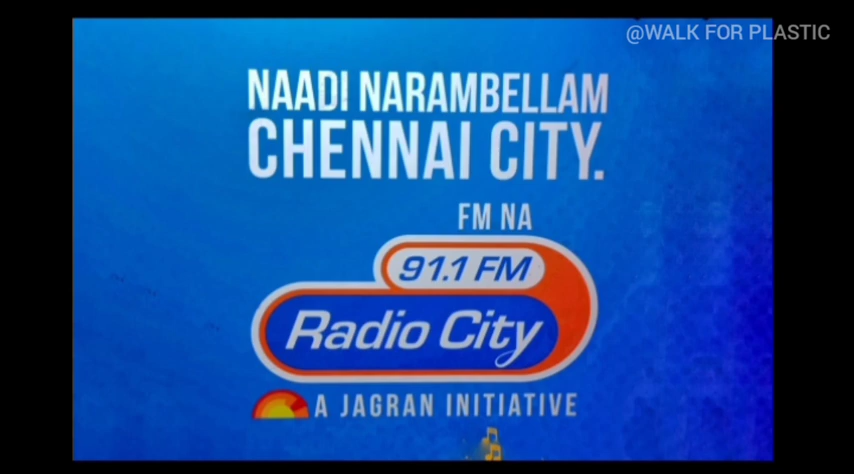 @WALK FOR PLASTIC
NAADI NARAMBELLAM
CHENNAI CITY.
FM NA
91.1 FM
Radio City
A JAGRAN INITIATIVE